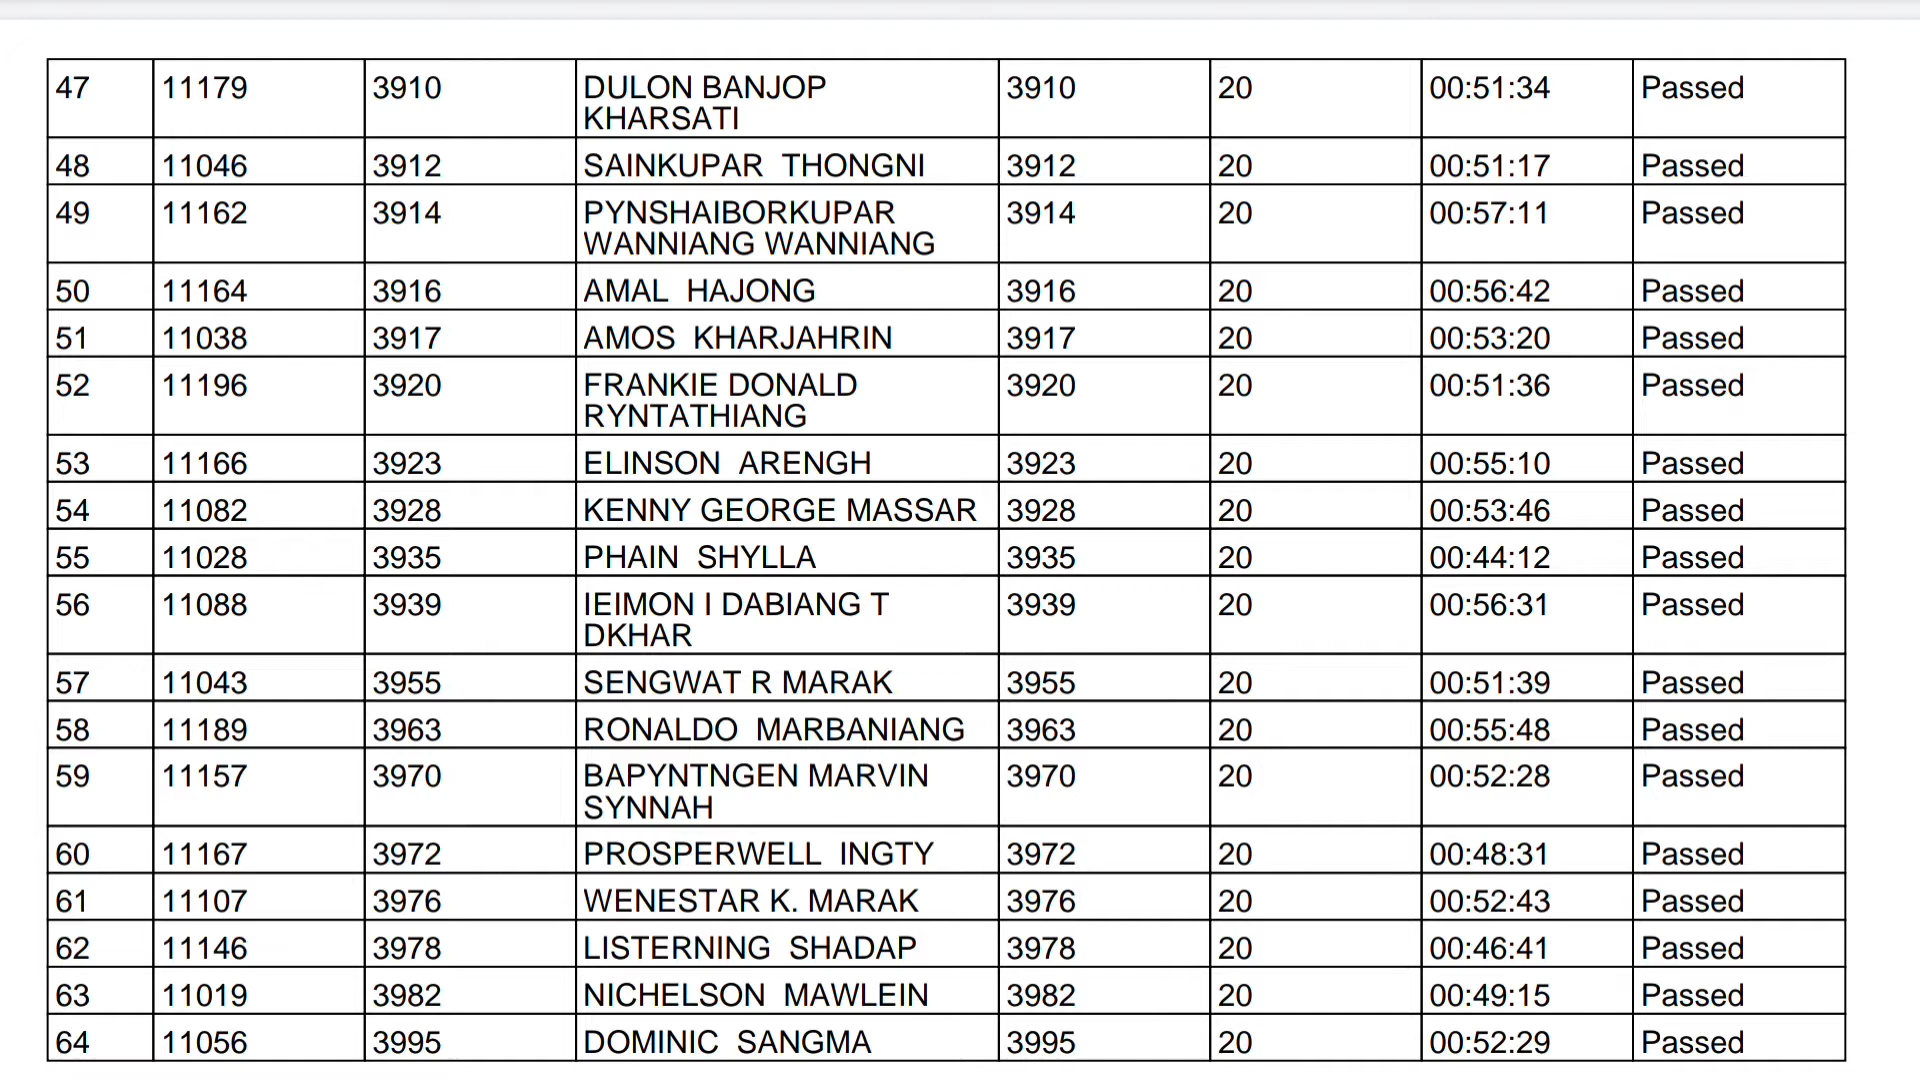 47 11179 3910 DULON BANJOP KHARSATI 3910 20 00:51:34 Passed
48 11046 3912 SAINKUPAR THONGNI 3912 20 00:51:17 Passed
49 11162 3914 PYNSHAIBORKUPAR WANNIANG WANNIANG 3914 20 00:57:11 Passed
50 11164 3916 AMAL HAJONG 3916 20 00:56:42 Passed
51 11038 3917 AMOS KHARJAHRIN 3917 20 00:53:20 Passed
52 11196 3920 FRANKIE DONALD RYNTATHIANG 3920 20 00:51:36 Passed
53 11166 3923 ELINSON ARENGH 3923 20 00:55:10 Passed
54 11082 3928 KENNY GEORGE MASSAR 3928 20 00:53:46 Passed
55 11028 3935 PHAIN SHYLLA 3935 20 00:44:12 Passed
56 11088 3939 IEIMON I DABIANG T DKHAR 3939 20 00:56:31 Passed
57 11043 3955 SENGWAT R MARAK 3955 20 00:51:39 Passed
58 11189 3963 RONALDO MARBANIANG 3963 20 00:55:48 Passed
59 11157 3970 BAPYNTNGEN MARVIN SYNNAH 3970 20 00:52:28 Passed
60 11167 3972 PROSPERWELL INGTY 3972 20 00:48:31 Passed
61 11107 3976 WENESTAR K. MARAK 3976 20 00:52:43 Passed
62 11146 3978 LISTERNING SHADAP 3978 20 00:46:41 Passed
63 11019 3982 NICHELSON MAWLEIN 3982 20 00:49:15 Passed
64 11056 3995 DOMINIC SANGMA 3995 20 00:52:29 Passed